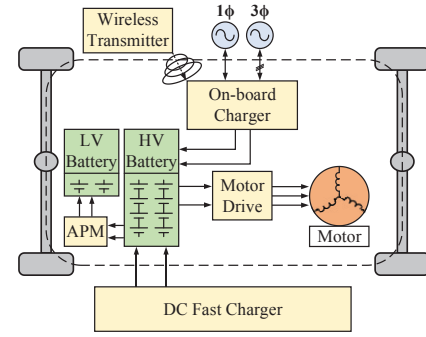 Wireless
Transmitter
1ϕ
3ϕ
On-board
Charger
LV
Battery
HV
Battery
Motor
Drive
APM
Motor
DC Fast Charger